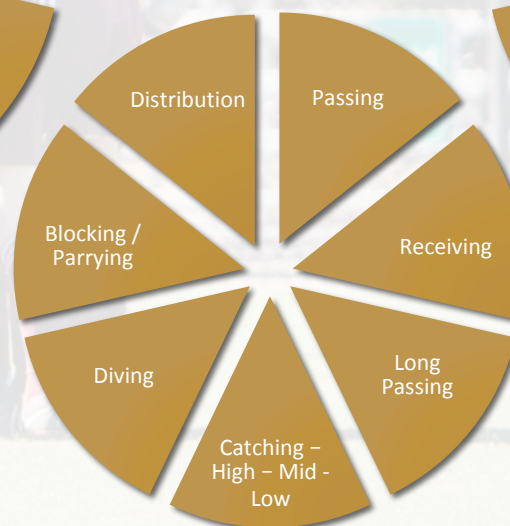 Distribution
Passing
Receiving
Long
Passing
Catching –
High – Mid -
Low
Diving
Blocking /
Parrying